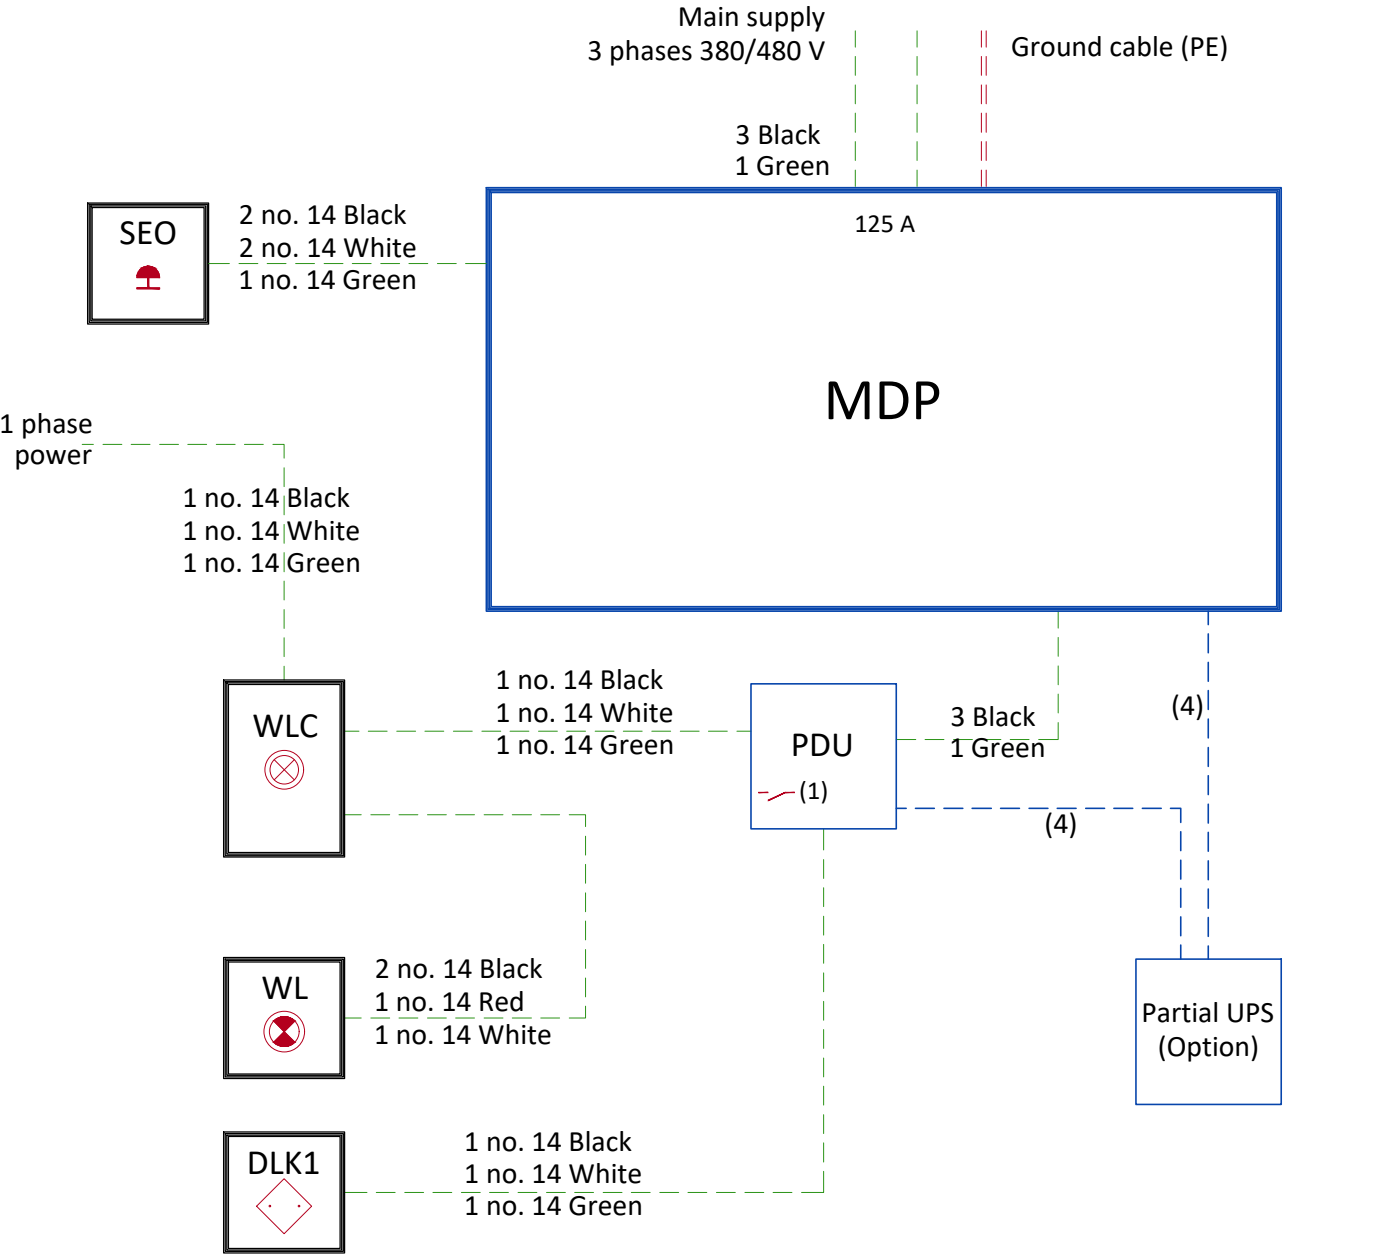 Main supply
3 phases 380/480 V
Ground cable (PE)
3 Black
1 Green
125 A
SEO
2 no. 14 Black
2 no. 14 White
1 no. 14 Green
MDP
1 phase
power
1 no. 14 Black
1 no. 14 White
1 no. 14 Green
WLC
1 no. 14 Black
1 no. 14 White
1 no. 14 Green
PDU
(1)
3 Black
1 Green
(4)
(4)
WL
2 no. 14 Black
1 no. 14 Red
1 no. 14 White
Partial UPS
(Option)
DLK1
1 no. 14 Black
1 no. 14 White
1 no. 14 Green